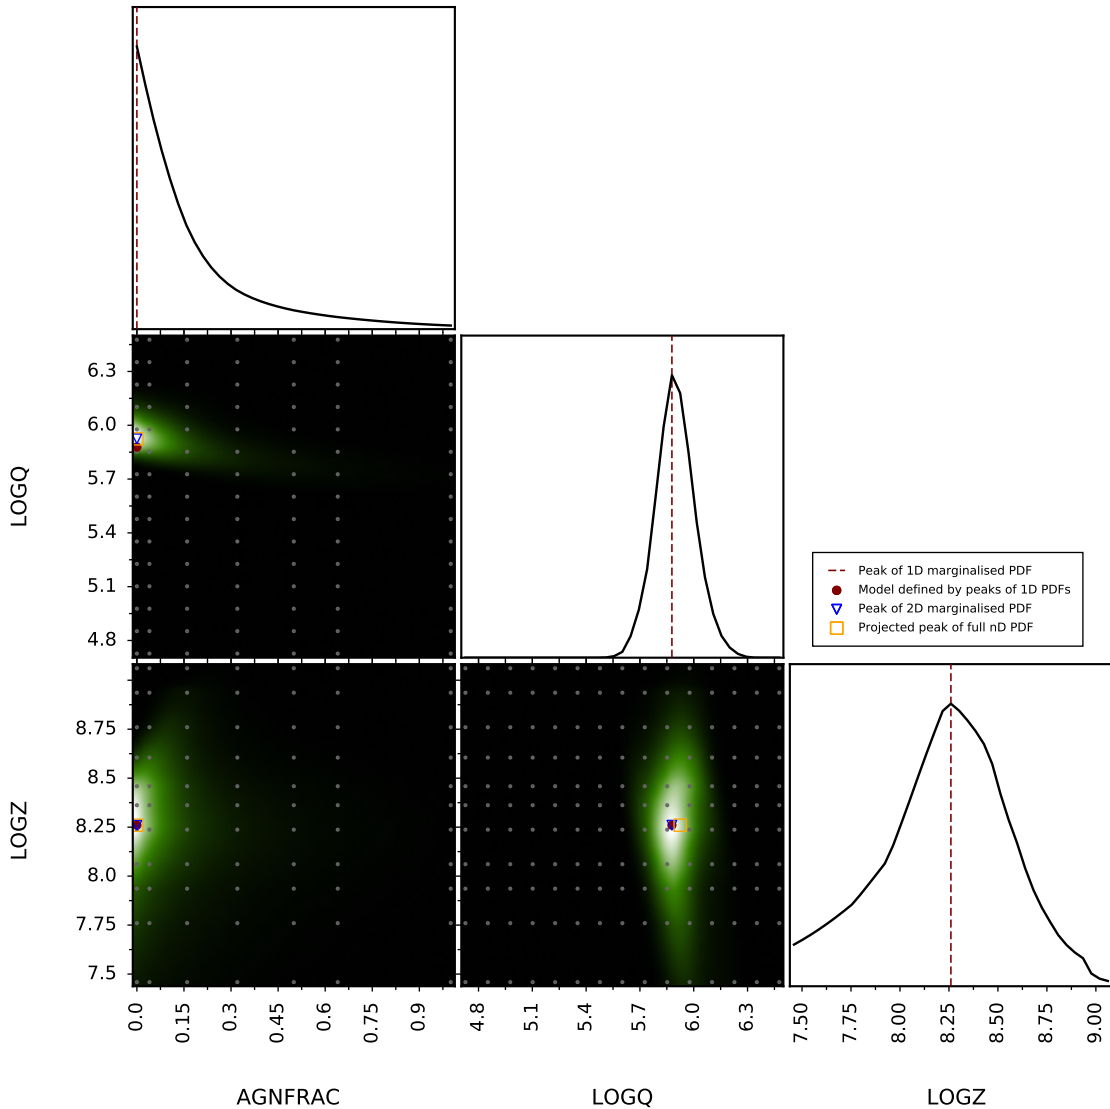 6.3
6.0
5.7
5.4
5.1
4.8
LOGQ
Peak of 1D marginalised PDF
Model defined by peaks of 1D PDFs
Peak of 2D marginalised PDF
Projected peak of full nD PDF
8.75
8.5
8.25
8.0
7.75
7.5
LOGZ
0.0 0.15 0.3 0.45 0.6 0.75 0.9
4.8 5.1 5.4 5.7 6.0 6.3
7.50 7.75 8.00 8.25 8.50 8.75 9.00
AGNFRAC LOGQ LOGZ